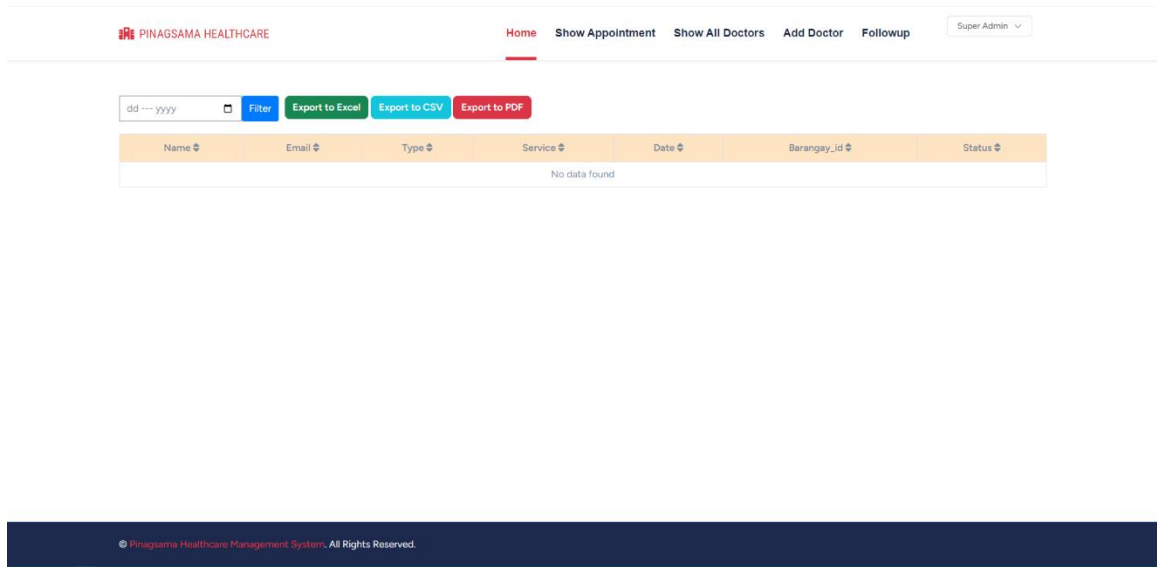 PINAGSAMA HEALTHCARE Home Show Appointment Show All Doctors Add Doctor Followup Super Admin
dd --- yyyy Filter Export to Excel Export to CSV Export to PDF
Name Email Type Service Date Barangay_id Status
No data found
© Pinagsama Healthcare Management System. All Rights Reserved.